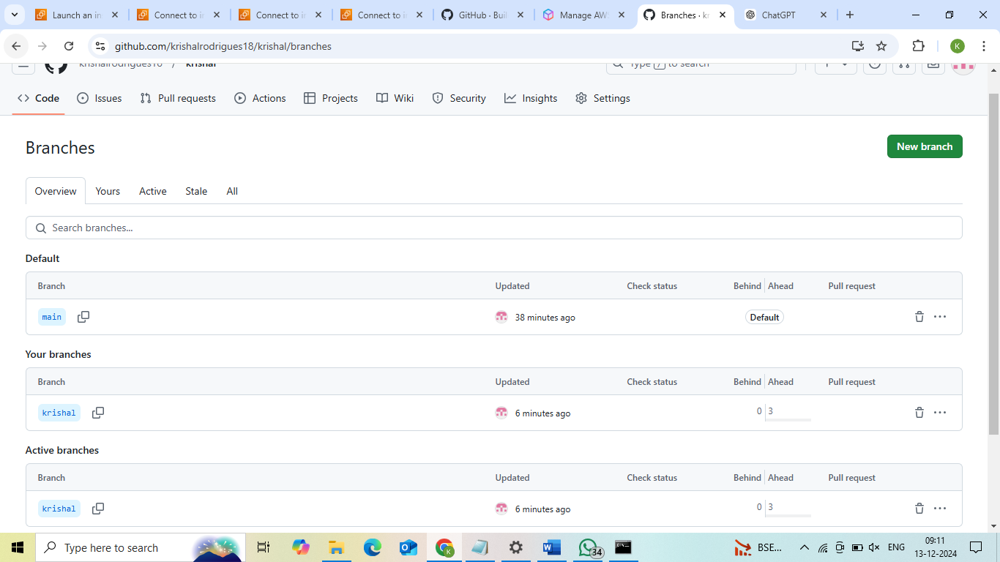 Launch an in
Connect to in
Connect to in
Connect to in
GitHub · Buil
Manage AW
Branches · kr
ChatGPT
github.com/krishalrodrigues18/krishal/branches
K
krishalrodrigues18 / krishal
Type / to search
Code
Issues
Pull requests
Actions
Projects
Wiki
Security
Insights
Settings
Branches
New branch
Overview
Yours
Active
Stale
All
Search branches...
Default
Branch Updated Check status Behind Ahead Pull request
main 38 minutes ago Default
Your branches
Branch Updated Check status Behind Ahead Pull request
krishal 6 minutes ago 0 3
Active branches
Branch Updated Check status Behind Ahead Pull request
krishal 6 minutes ago 0 3
Type here to search
K
34
BSE...
ENG
09:11
13-12-2024